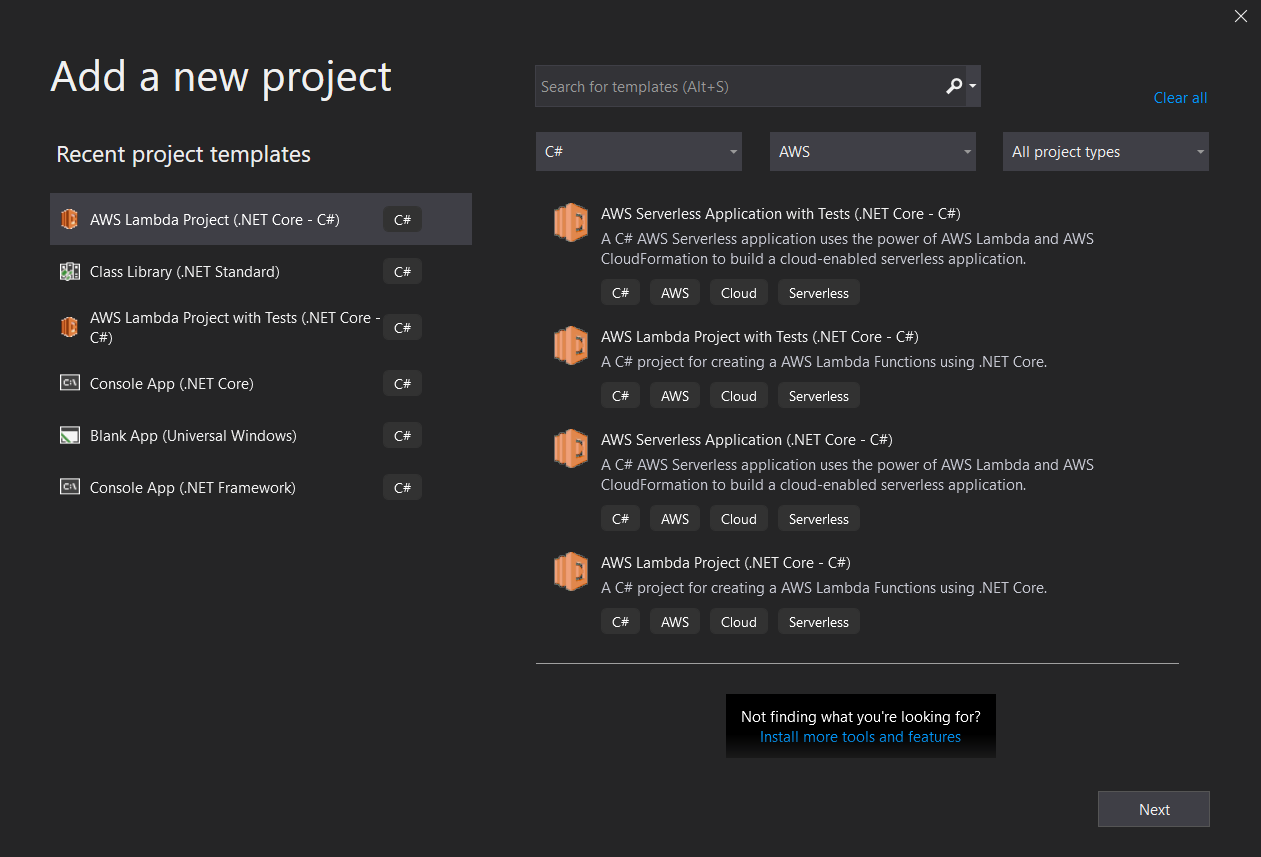 Add a new project
Recent project templates
AWS Lambda Project (.NET Core - C#) C#
Class Library (.NET Standard) C#
AWS Lambda Project with Tests (.NET Core - C#
C#)
Console App (.NET Core) C#
Blank App (Universal Windows) C#
Console App (.NET Framework) C#
Search for templates (Alt+S)
Clear all
C# AWS All project types
AWS Serverless Application with Tests (.NET Core - C#)
A C# AWS Serverless application uses the power of AWS Lambda and AWS
CloudFormation to build a cloud-enabled serverless application.
C# AWS Cloud Serverless
AWS Lambda Project with Tests (.NET Core - C#)
A C# project for creating a AWS Lambda Functions using .NET Core.
C# AWS Cloud Serverless
AWS Serverless Application (.NET Core - C#)
A C# AWS Serverless application uses the power of AWS Lambda and AWS
CloudFormation to build a cloud-enabled serverless application.
C# AWS Cloud Serverless
AWS Lambda Project (.NET Core - C#)
A C# project for creating a AWS Lambda Functions using .NET Core.
C# AWS Cloud Serverless
Not finding what you're looking for?
Install more tools and features
Next